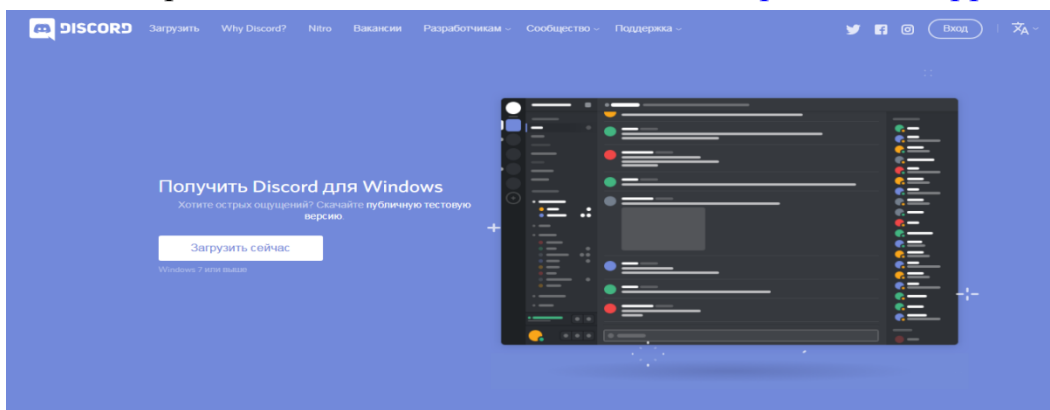 DISCORD Загрузить Why Discord? Nitro Вакансии Разработчикам Сообщество Поддержка Вход
Получить Discord для Windows
Хотите острых ощущений? Скачайте публичную тестовую
версию.
Загрузить сейчас
Windows 7 или выше